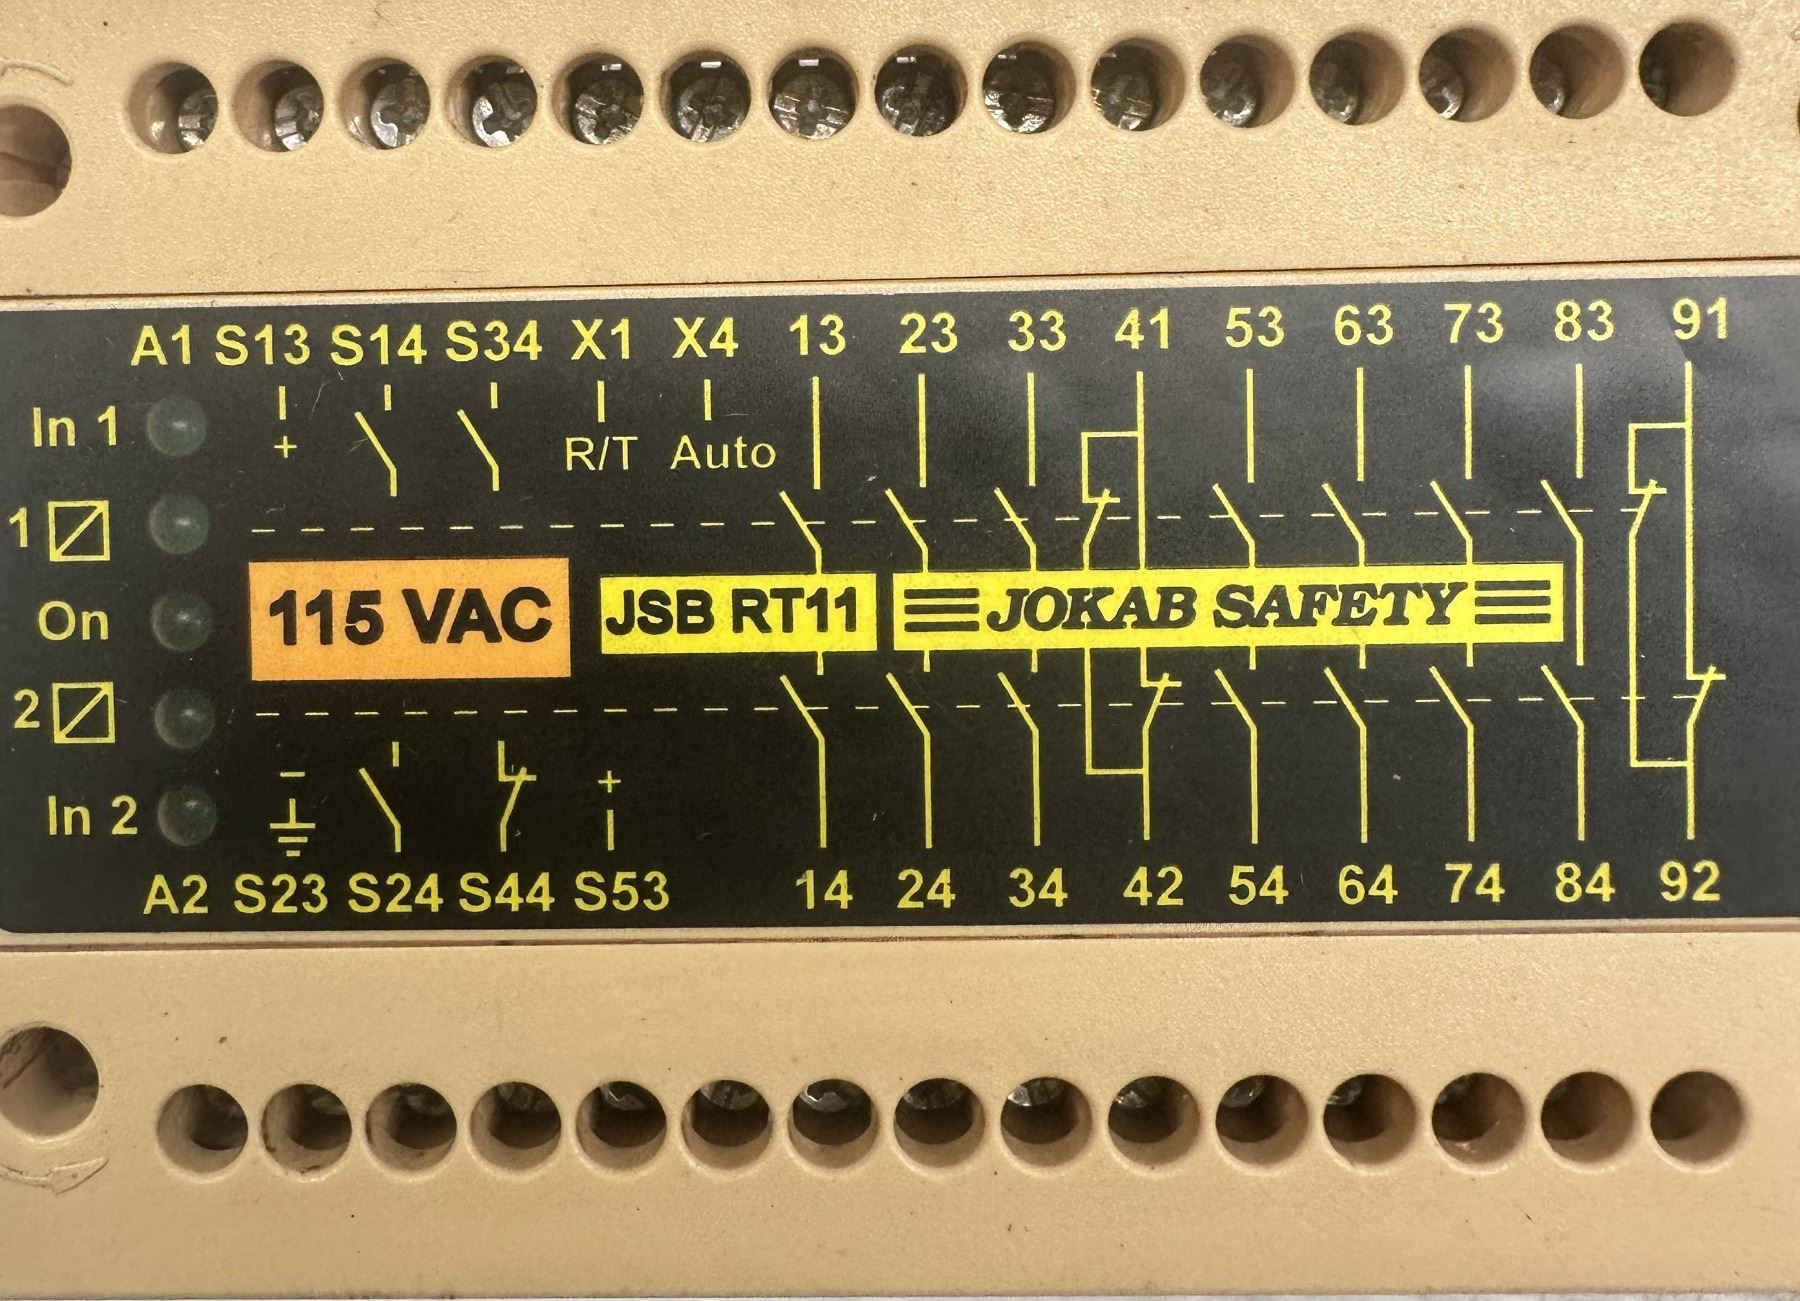 A1 S13 S14 S34 X1 X4 13 23 33 41 53 63 73 83 91
In 1 + R/T Auto
1
On 115 VAC JSB RT11 JOKAB SAFETY
2
- +
In 2
A2 S23 S24 S44 S53 14 24 34 42 54 64 74 84 92